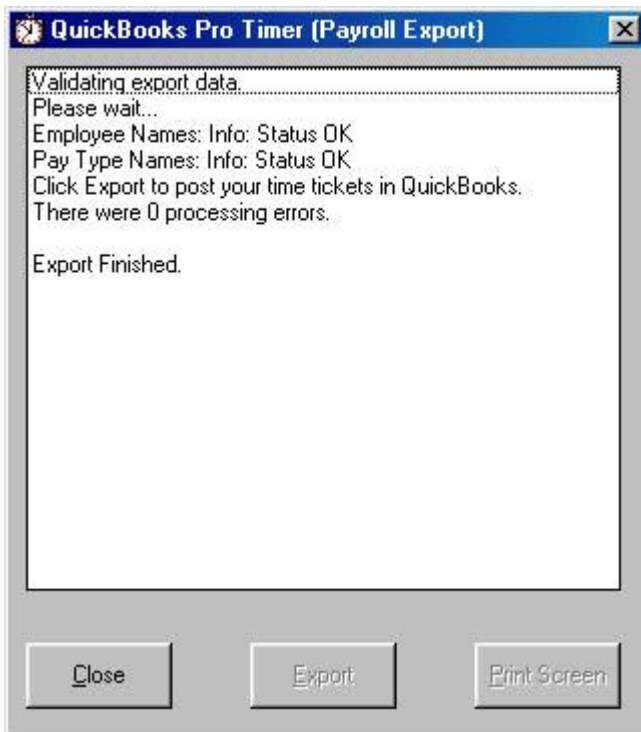 QuickBooks Pro Timer (Payroll Export)
Validating export data.
Please wait...
Employee Names: Info: Status OK
Pay Type Names: Info: Status OK
Click Export to post your time tickets in QuickBooks.
There were 0 processing errors.
Export Finished.
Close
Export
Print Screen